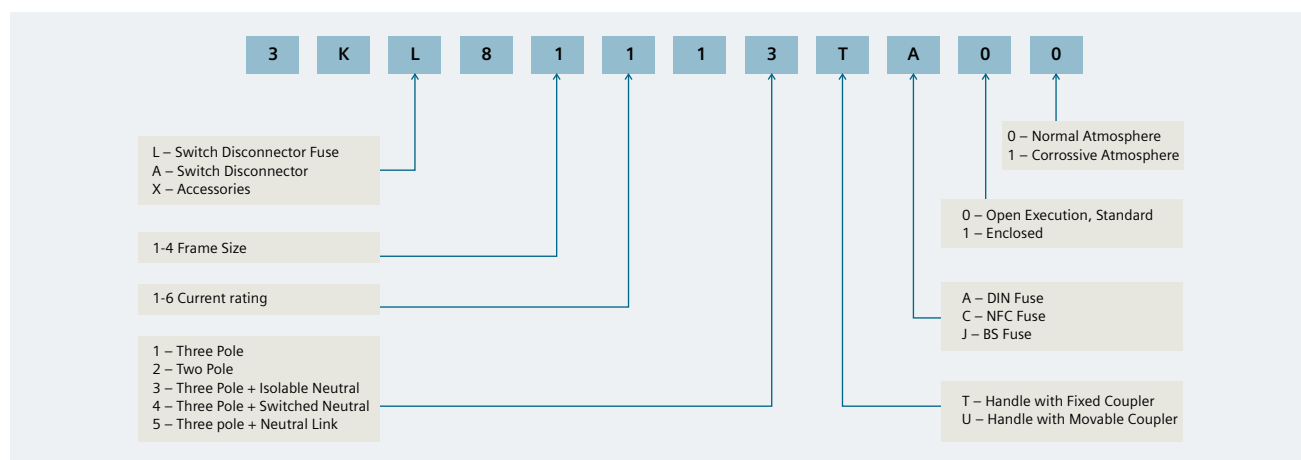 3 K L 8 1 1 1 3 T A 0 0
L – Switch Disconnector Fuse
A – Switch Disconnector
X – Accessories
1-4 Frame Size
1-6 Current rating
1 – Three Pole
2 – Two Pole
3 – Three Pole + Isolable Neutral
4 – Three Pole + Switched Neutral
5 – Three pole + Neutral Link
0 – Normal Atmosphere
1 – Corrossive Atmosphere
0 – Open Execution, Standard
1 – Enclosed
A – DIN Fuse
C – NFC Fuse
J – BS Fuse
T – Handle with Fixed Coupler
U – Handle with Movable Coupler